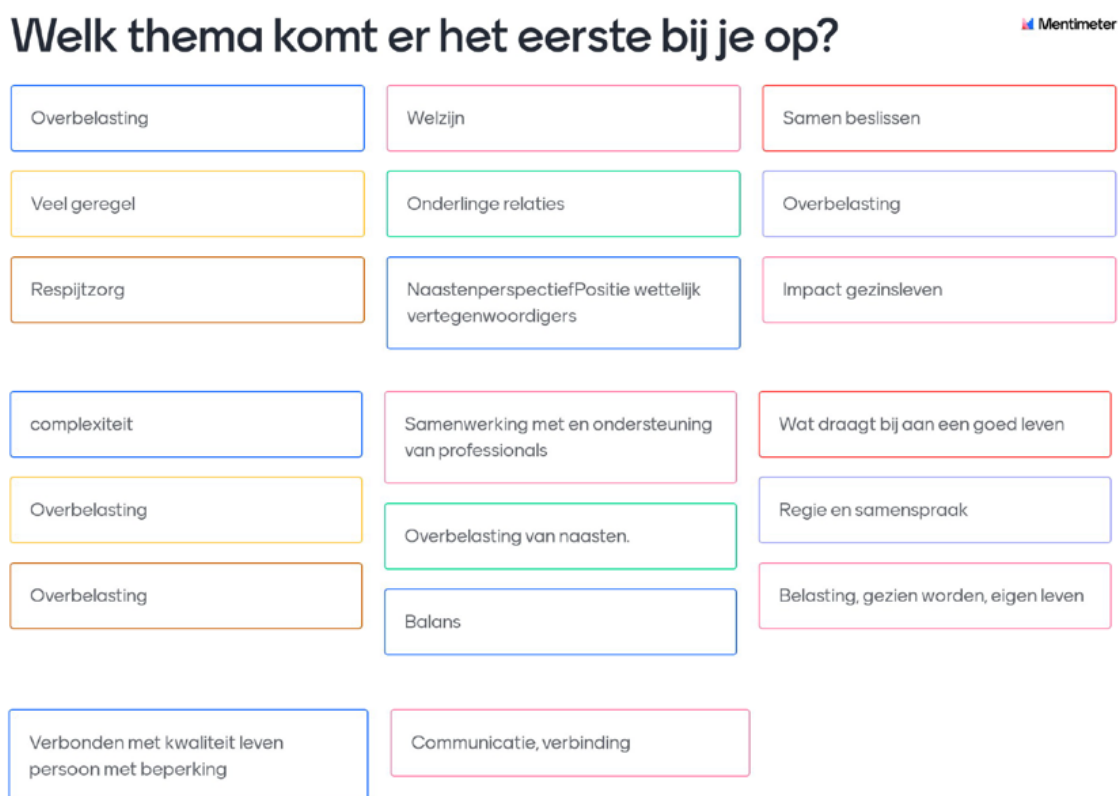 Welk thema komt er het eerste bij je op?
Mentimeter
Overbelasting
Welzijn
Samen beslissen
Veel geregel
Onderlinge relaties
Overbelasting
Respijtzorg
NaastenperspectiefPositie wettelijk
vertegenwoordigers
Impact gezinsleven
complexiteit
Samenwerking met en ondersteuning
van professionals
Wat draagt bij aan een goed leven
Overbelasting
Overbelasting van naasten.
Regie en samenspraak
Overbelasting
Balans
Belasting, gezien worden, eigen leven
Verbonden met kwaliteit leven
persoon met beperking
Communicatie, verbinding